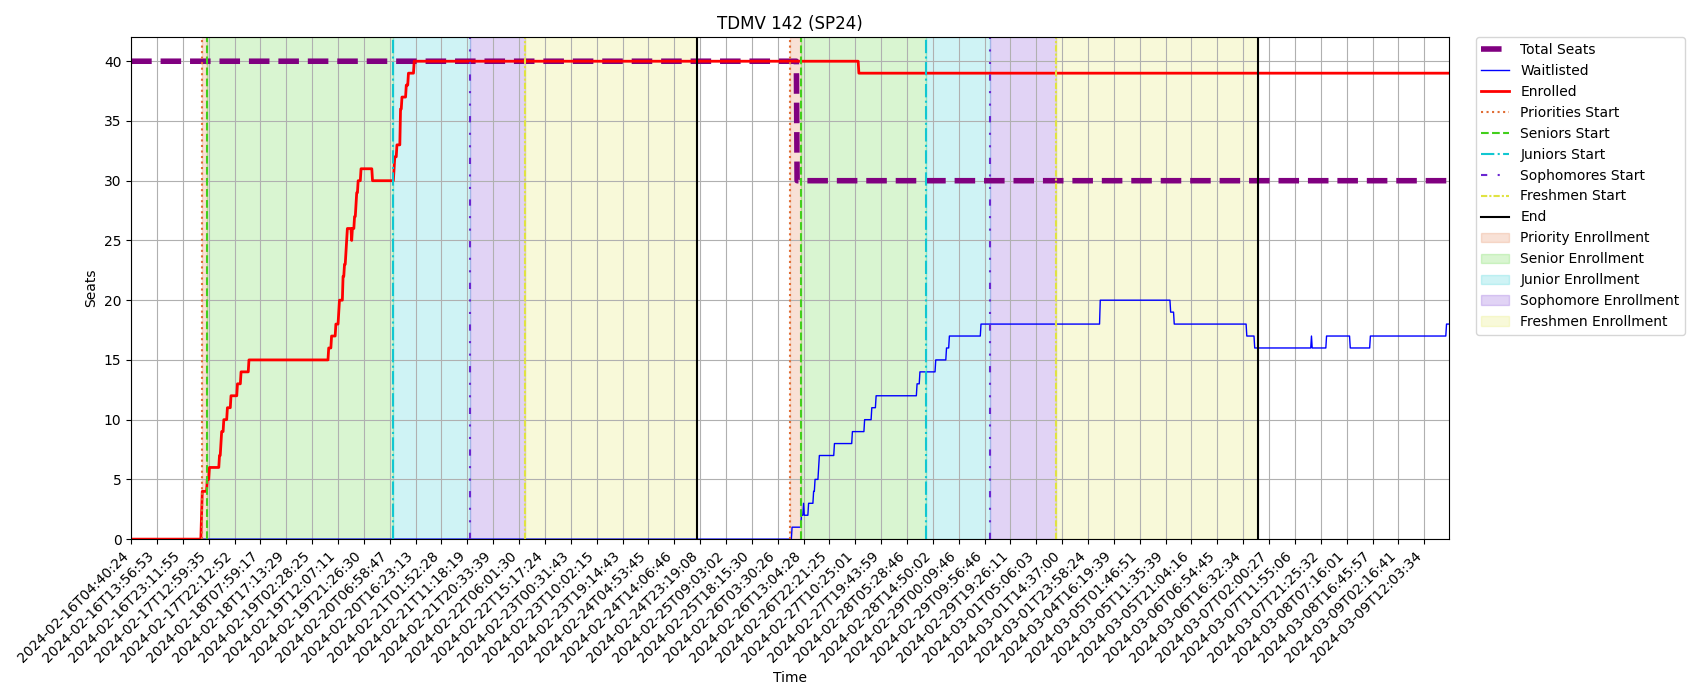 TDMV 142 (SP24)
Seats
40
35
30
25
20
15
10
5
0
2024-02-16T04:40:24
2024-02-16T13:56:53
2024-02-16T23:11:55
2024-02-17T12:59:35
2024-02-17T22:12:52
2024-02-18T07:59:17
2024-02-18T17:13:29
2024-02-19T02:28:25
2024-02-19T12:07:11
2024-02-19T21:26:30
2024-02-20T06:58:47
2024-02-20T16:23:13
2024-02-21T01:52:28
2024-02-21T11:18:19
2024-02-21T20:33:39
2024-02-22T06:01:30
2024-02-22T15:17:24
2024-02-23T00:31:43
2024-02-23T10:02:15
2024-02-23T19:14:43
2024-02-24T04:53:45
2024-02-24T14:06:46
2024-02-24T23:19:08
2024-02-25T09:03:02
2024-02-25T18:15:30
2024-02-26T03:30:26
2024-02-26T13:04:28
2024-02-26T22:21:25
2024-02-27T10:25:01
2024-02-27T19:43:59
2024-02-28T05:28:46
2024-02-28T14:50:02
2024-02-29T00:09:46
2024-02-29T09:56:46
2024-02-29T19:26:11
2024-03-01T05:06:03
2024-03-01T14:37:00
2024-03-01T23:58:24
2024-03-04T16:19:39
2024-03-05T01:46:51
2024-03-05T11:35:39
2024-03-05T21:04:16
2024-03-06T06:54:45
2024-03-06T16:32:34
2024-03-07T02:00:27
2024-03-07T11:55:06
2024-03-07T21:25:32
2024-03-08T07:16:01
2024-03-08T16:45:57
2024-03-09T02:16:41
2024-03-09T12:03:34
Time
Total Seats
Waitlisted
Enrolled
Priorities Start
Seniors Start
Juniors Start
Sophomores Start
Freshmen Start
End
Priority Enrollment
Senior Enrollment
Junior Enrollment
Sophomore Enrollment
Freshmen Enrollment